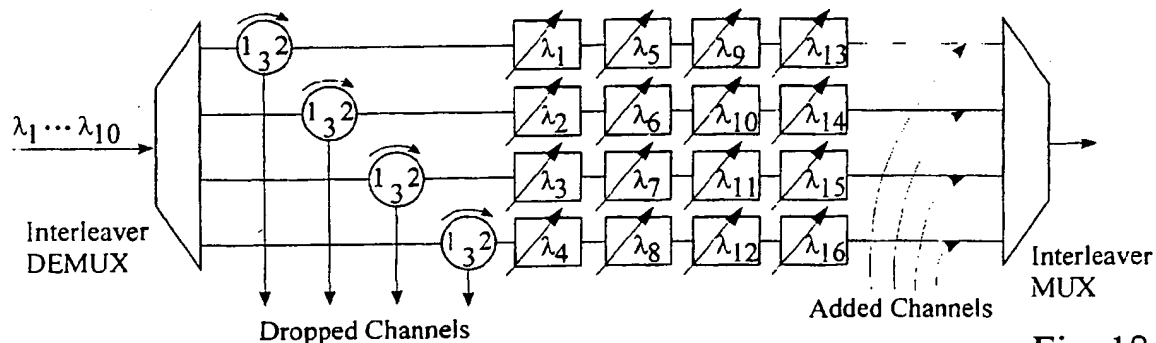 1 3 2
λ1 λ5 λ9 λ13
λ1 ··· λ10
1 3 2
λ2 λ6 λ10 λ14
1 3 2
λ3 λ7 λ11 λ15
Interleaver
DEMUX
1 3 2
λ4 λ8 λ12 λ16
Interleaver
MUX
Dropped Channels
Added Channels